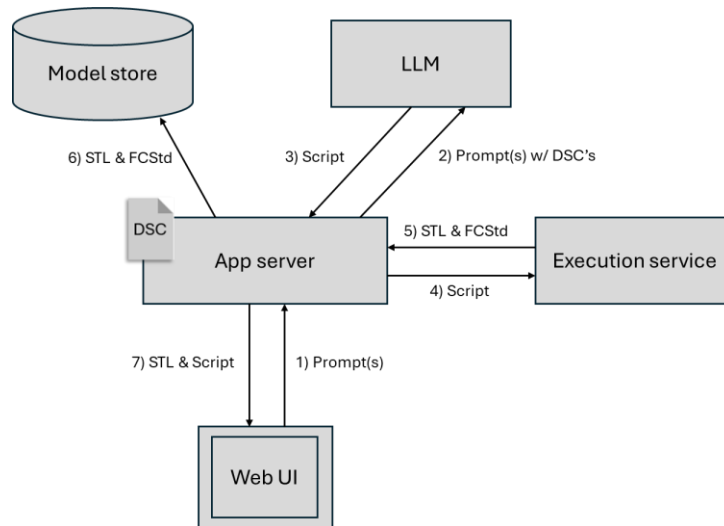 Model store
LLM
6) STL & FCStd
3) Script
2) Prompt(s) w/ DSC's
DSC
App server
5) STL & FCStd
4) Script
Execution service
7) STL & Script
1) Prompt(s)
Web UI